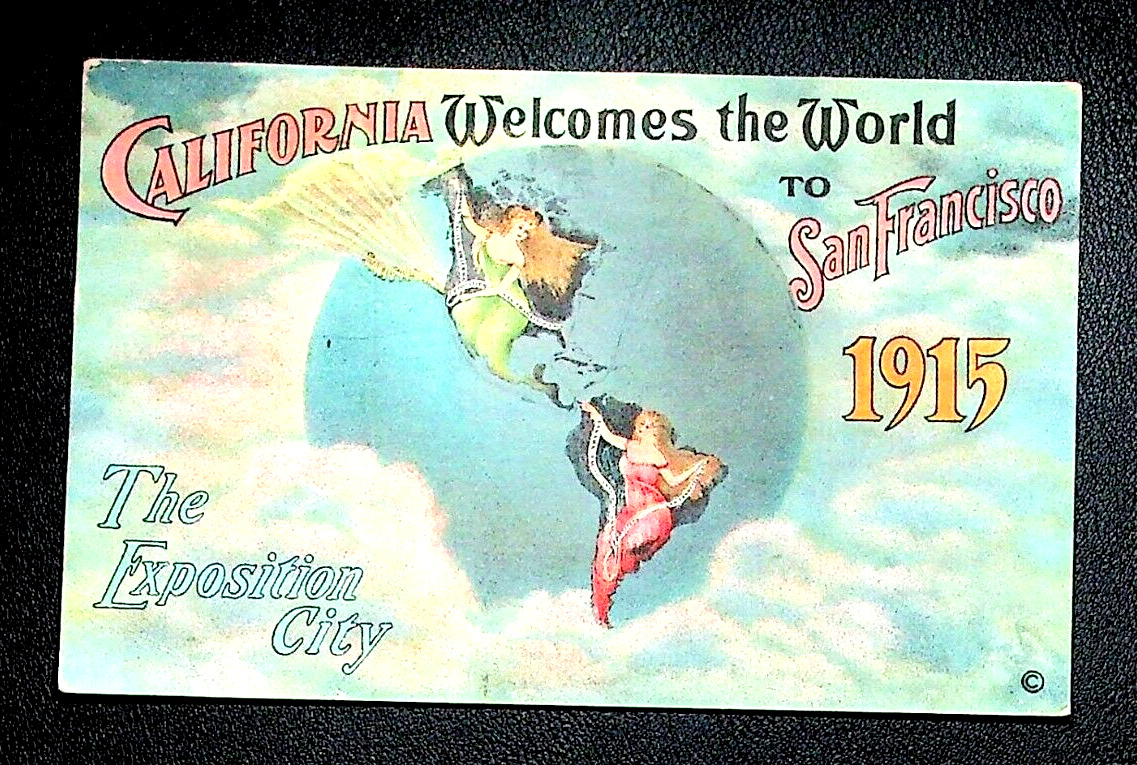 CALIFORNIA Welcomes the World
TO
San Francisco
1915
The
Exposition
City
©